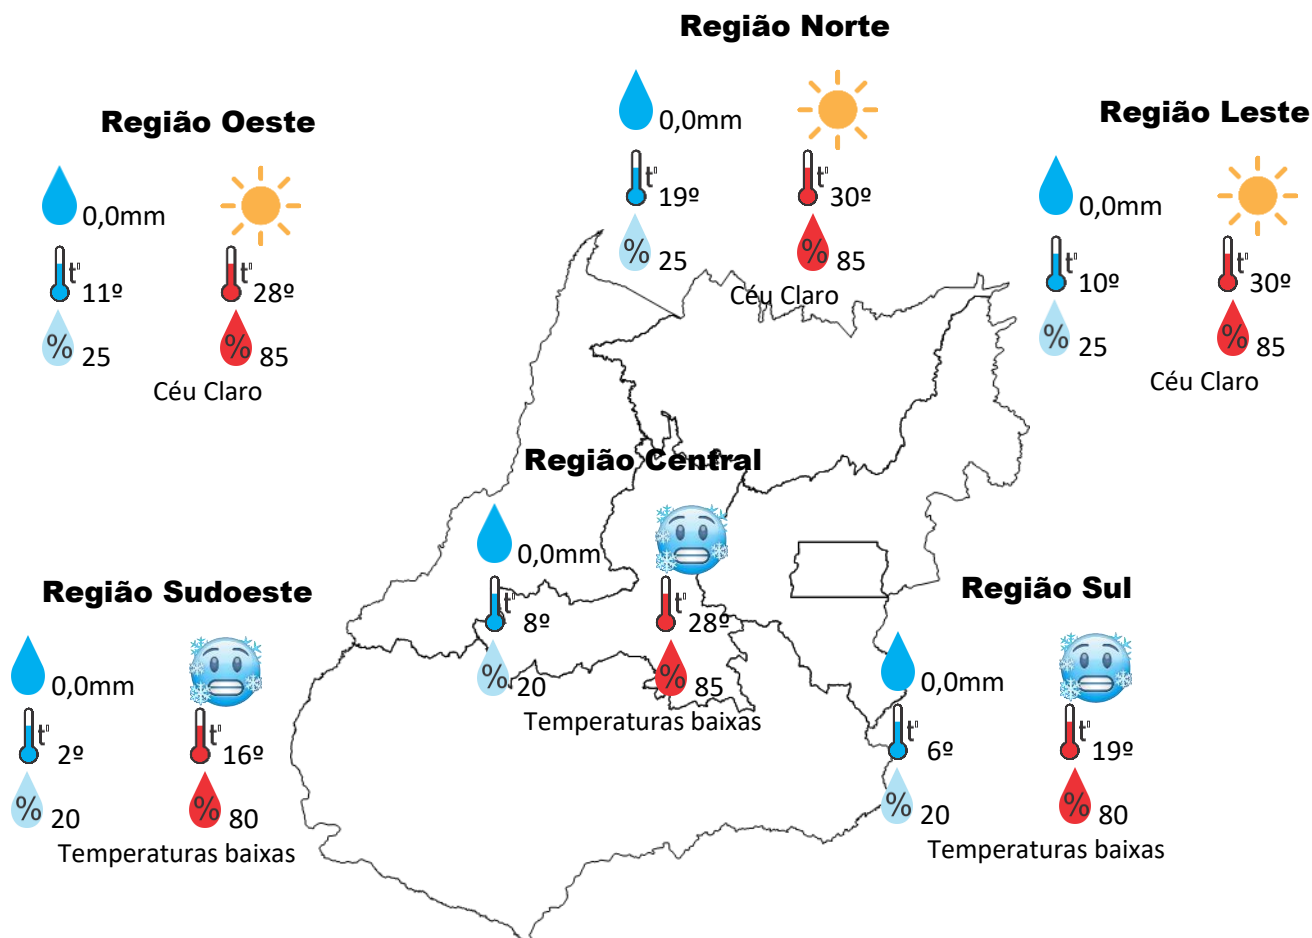 Região Norte
0,0mm
t°
19º
t°
30º
%
25
%
85
Céu Claro
Região Oeste
0,0mm
t°
11º
t°
28º
%
25
%
85
Céu Claro
Região Leste
0,0mm
t°
10º
t°
30º
%
25
%
85
Céu Claro
Região Central
0,0mm
t°
8º
t°
28º
%
20
%
85
Temperaturas baixas
Região Sudoeste
0,0mm
t°
2º
t°
16º
%
20
%
80
Temperaturas baixas
Região Sul
0,0mm
t°
6º
t°
19º
%
20
%
80
Temperaturas baixas